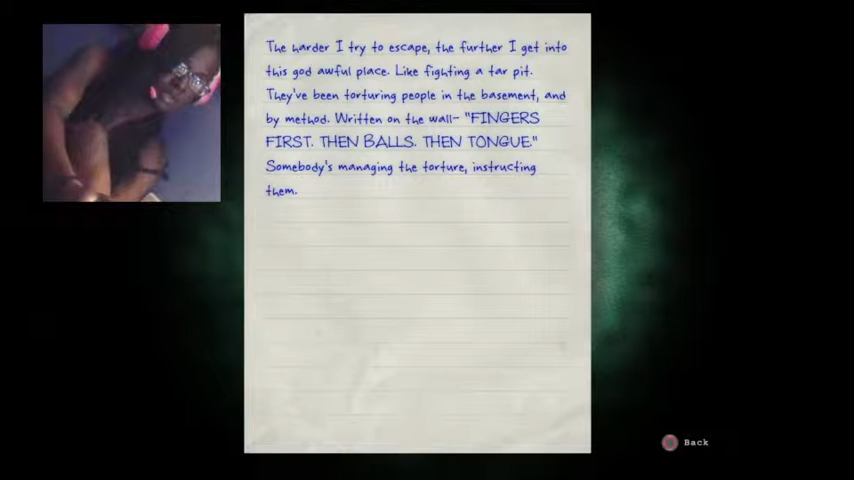 The harder I try to escape, the further I get into
this god awful place. Like fighting a tar pit.
They've been torturing people in the basement, and
by method. Written on the wall- "FINGERS
FIRST. THEN BALLS. THEN TONGUE."
Somebody's managing the torture, instructing
them.
Back